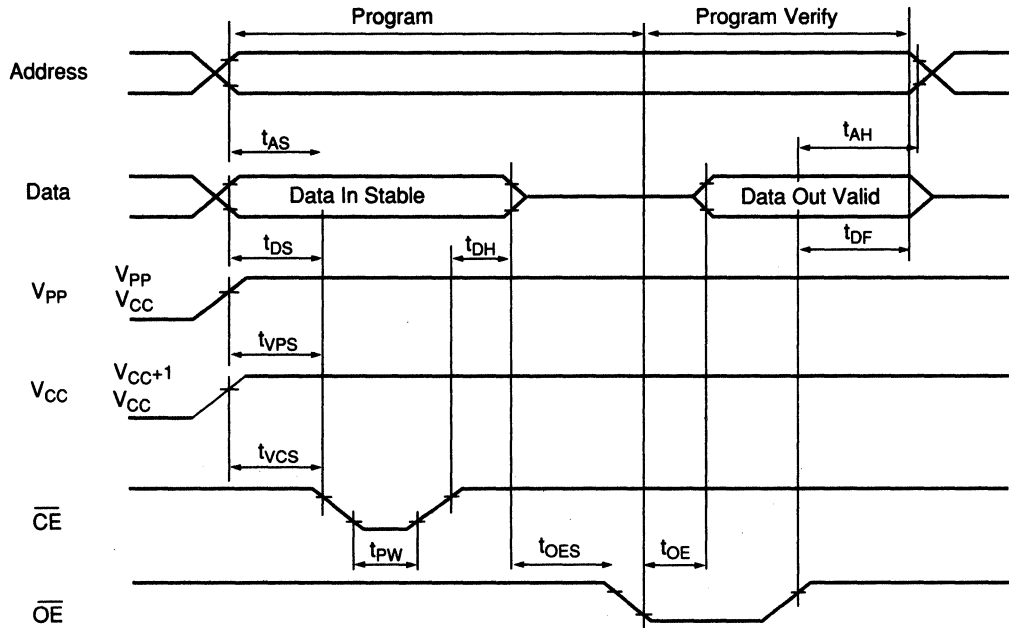 Program
Program Verify
Address
tAS
tAH
Data
Data In Stable
Data Out Valid
tDS
tDH
tDF
VPP
VPP
VCC
tVPS
VCC
VCC+1
VCC
tVCS
CE
tPW
tOES
tOE
OE